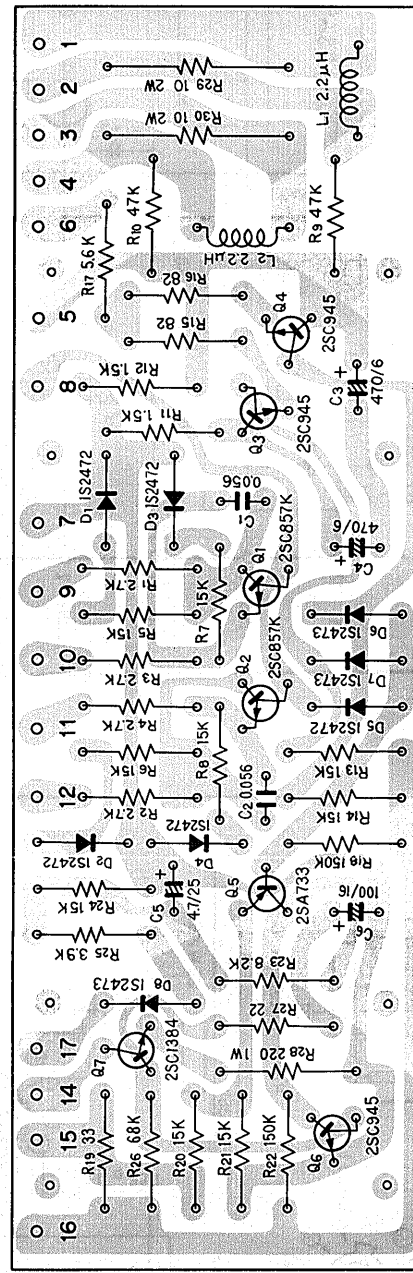 1
2
3
4
6
5
8
7
9
10
11
12
17
14
15
16
R29 10 2W
R30 10 2W
L1 2.2μH
R10 47K
R17 5.6K
L2 2.2μH
R9 47K
R16 82
R15 82
Q4
2SC945
R12 1.5K
R11 1.5K
Q3
2SC945
C3 +
470/6
D1 1S2472
D3 1S2472
C1
0.056
+
470/6
C4
R1 2.7K
R5 15K
R7 15K
Q1
2SC857K
R3 2.7K
Q2
2SC857K
D6
1S2473
D7
1S2473
D5
1S2472
R4 2.7K
R6 15K
R8 15K
R13 15K
R2 2.7K
C2 0.056
R14 15K
D2 1S2472
D4
1S2472
R18 150K
R24 15K
C5 +
4.7/25
Q5
2SA733
100/16
+
C6
R25 3.9K
R23 8.2K
D8
1S2473
R27 22
Q7
2SC1384
R28 220 1W
R19 33
R26 68K
R20 15K
R21 15K
R22 150K
Q6
2SC945